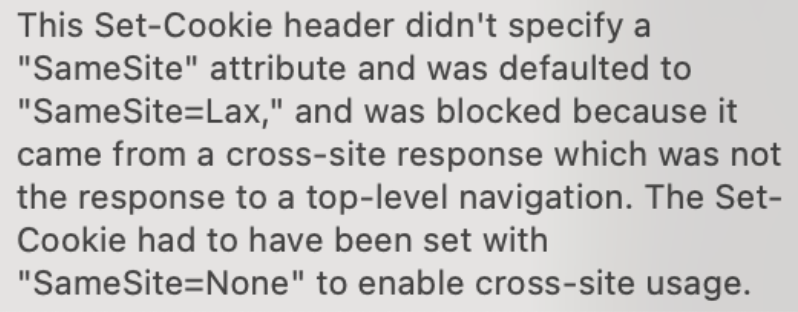 This Set-Cookie header didn't specify a
"SameSite" attribute and was defaulted to
"SameSite=Lax," and was blocked because it
came from a cross-site response which was not
the response to a top-level navigation. The Set-
Cookie had to have been set with
"SameSite=None" to enable cross-site usage.